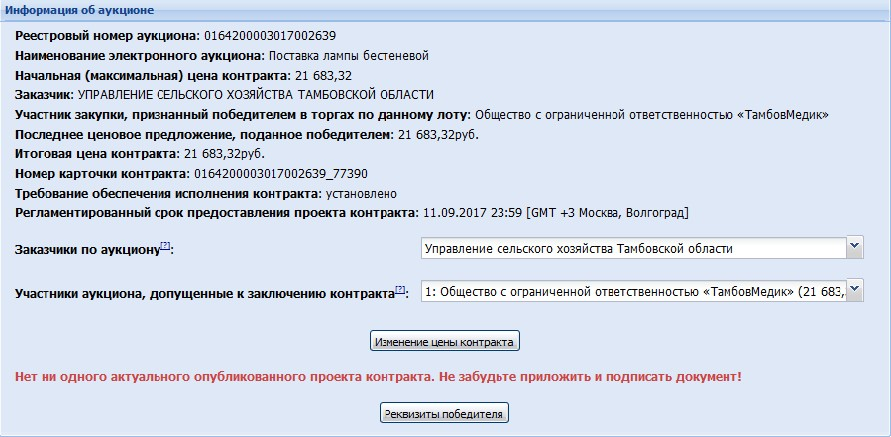 Информация об аукционе
Реестровый номер аукциона: 0164200003017002639
Наименование электронного аукциона: Поставка лампы бестеневой
Начальная (максимальная) цена контракта: 21 683,32
Заказчик: УПРАВЛЕНИЕ СЕЛЬСКОГО ХОЗЯЙСТВА ТАМБОВСКОЙ ОБЛАСТИ
Участник закупки, признанный победителем в торгах по данному лоту: Общество с ограниченной ответственностью «ТамбовМедик»
Последнее ценовое предложение, поданное победителем: 21 683,32руб.
Итоговая цена контракта: 21 683,32руб.
Номер карточки контракта: 0164200003017002639_77390
Требование обеспечения исполнения контракта: установлено
Регламентированный срок предоставления проекта контракта: 11.09.2017 23:59 [GMT +3 Москва, Волгоград]
Заказчики по аукциону[?]: Управление сельского хозяйства Тамбовской области
Участники аукциона, допущенные к заключению контракта[?]: 1: Общество с ограниченной ответственностью «ТамбовМедик» (21 683,
Изменение цены контракта
Нет ни одного актуального опубликованного проекта контракта. Не забудьте приложить и подписать документ!
Реквизиты победителя